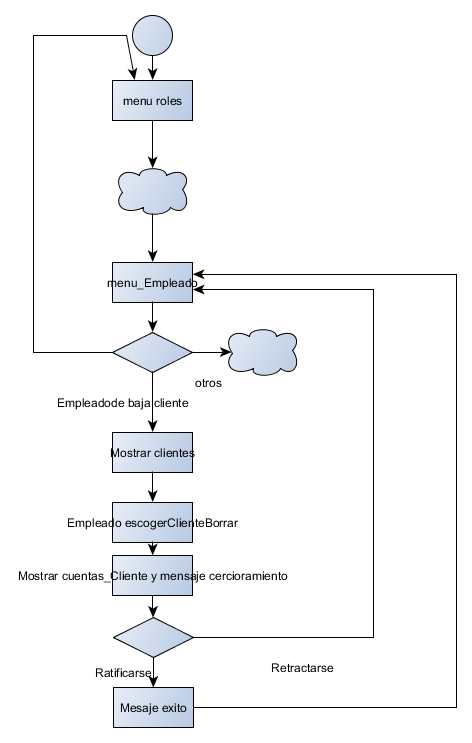 menu roles
menu_Empleado
otros
Empleadode baja cliente
Mostrar clientes
Empleado escogerClienteBorrar
Mostrar cuentas_Cliente y mensaje cercioramiento
Retractarse
Ratificarse
Mesaje exito